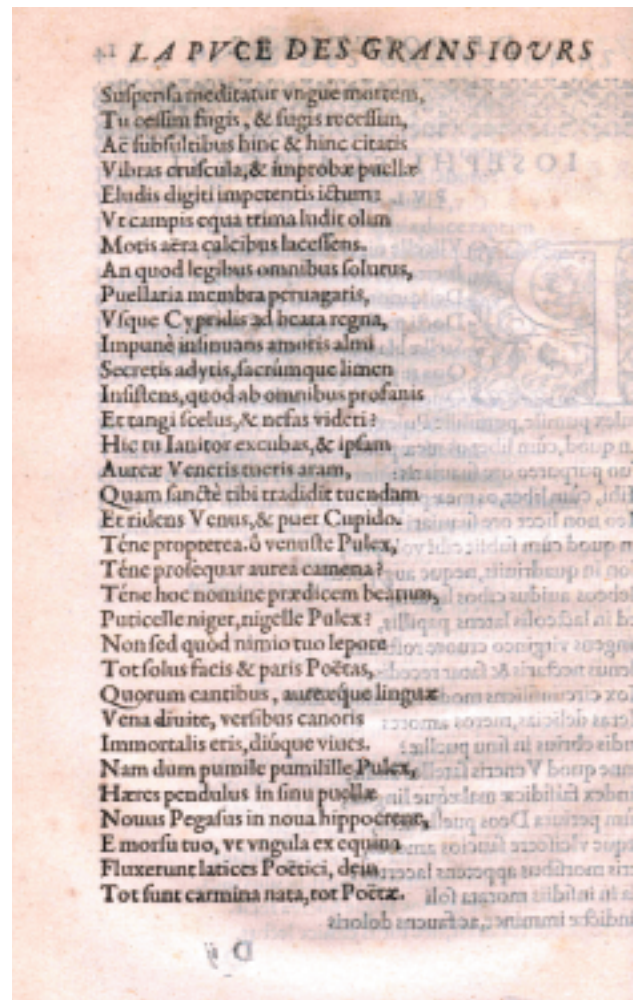 14 LA PVCE DES GRANS IOVRS
Suspensa meditatur vngue mortem,
Tu cessim fugis, & fugis recessim,
Ac subsultibus hinc & hinc citatis
Vibras cruscula, & improbæ puellæ
Eludis digiti impetentis ictum:
Vt campis equa trima ludit olim
Motis aëra calcibus lacessens.
An quod legibus omnibus solutus,
Puellaria membra peruagaris,
Vsque Cypridis ad beata regna,
Impunè insinuans amoris almi
Secretis adytis, sacrúmque limen
Insistens, quod ab omnibus profanis
Et tangi scelus, & nefas videri?
Hic tu Ianitor excubas, & ipsam
Aureæ Veneris tueris aram,
Quam sanctè tibi tradidit tuendam
Et ridens Venus, & puer Cupido.
Téne propterea. ô venuste Pulex,
Téne prosequar aurea camena?
Téne hoc nomine prædicem beatum,
Puticelle niger, nigelle Pulex?
Non sed quòd nimio tuo lepore
Tot solus facis & paris Poëtas,
Quorum cantibus, aureæque linguæ
Vena diuite, versibus canoris
Immortalis eris, diúque viues.
Nam dum pumile pumilille Pulex,
Hæres pendulus in sinu puellæ
Nouus Pegasus in noua hippocrene,
E morsu tuo, vt vngula ex equina
Fluxerunt latices Poëtici, dein
Tot sunt carmina nata, tot Poëtæ.